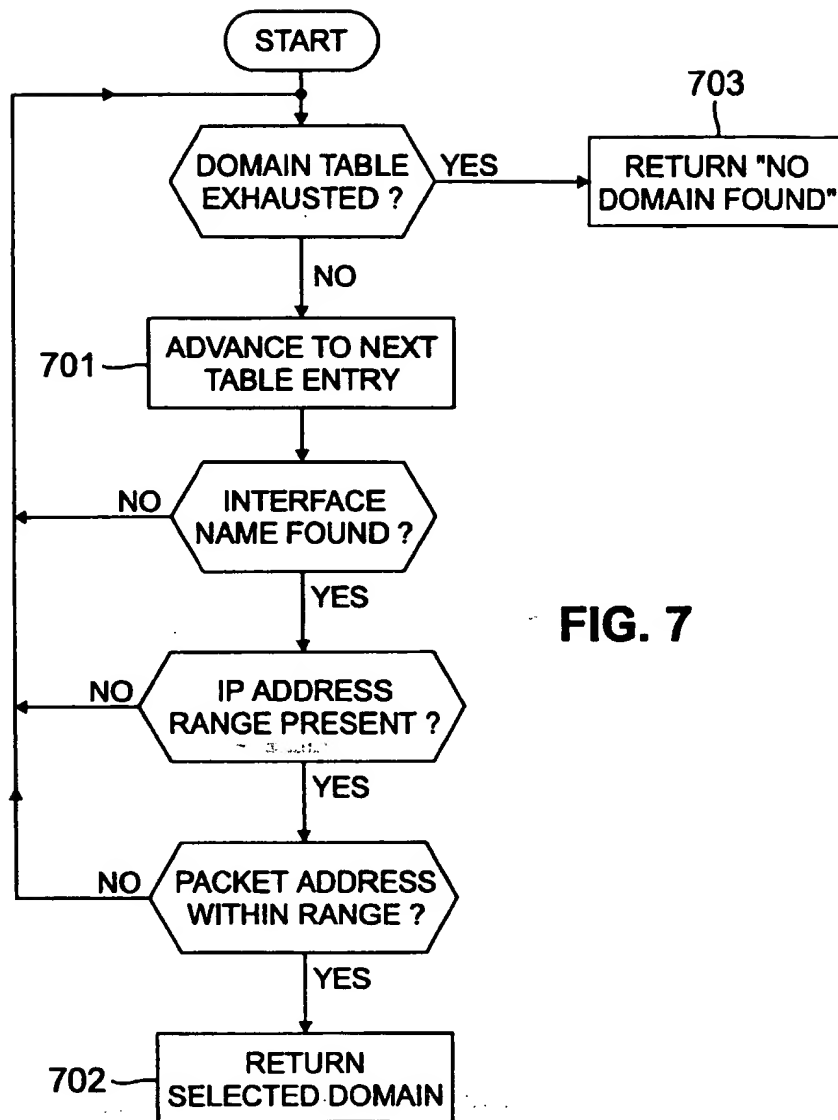 START
703
DOMAIN TABLE
EXHAUSTED ?
YES
RETURN "NO
DOMAIN FOUND"
NO
701
ADVANCE TO NEXT
TABLE ENTRY
NO
INTERFACE
NAME FOUND ?
YES
FIG. 7
NO
IP ADDRESS
RANGE PRESENT ?
YES
NO
PACKET ADDRESS
WITHIN RANGE ?
YES
702
RETURN
SELECTED DOMAIN